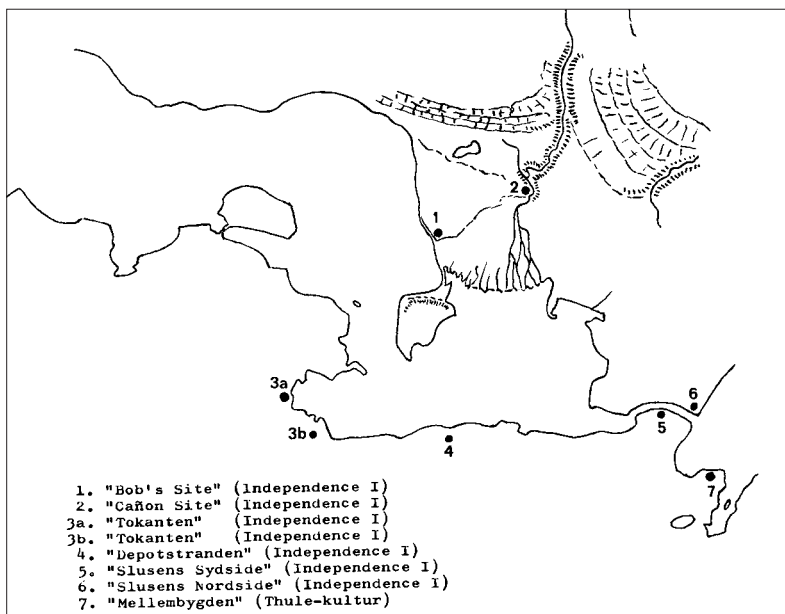 2
1
3a
3b
4
6
5
7
1. "Bob's Site" (Independence I)
2. "Cañon Site" (Independence I)
3a. "Tokanten" (Independence I)
3b. "Tokanten" (Independence I)
4. "Depotstranden" (Independence I)
5. "Slusens Sydside" (Independence I)
6. "Slusens Nordside" (Independence I)
7. "Mellembygden" (Thule-kultur)